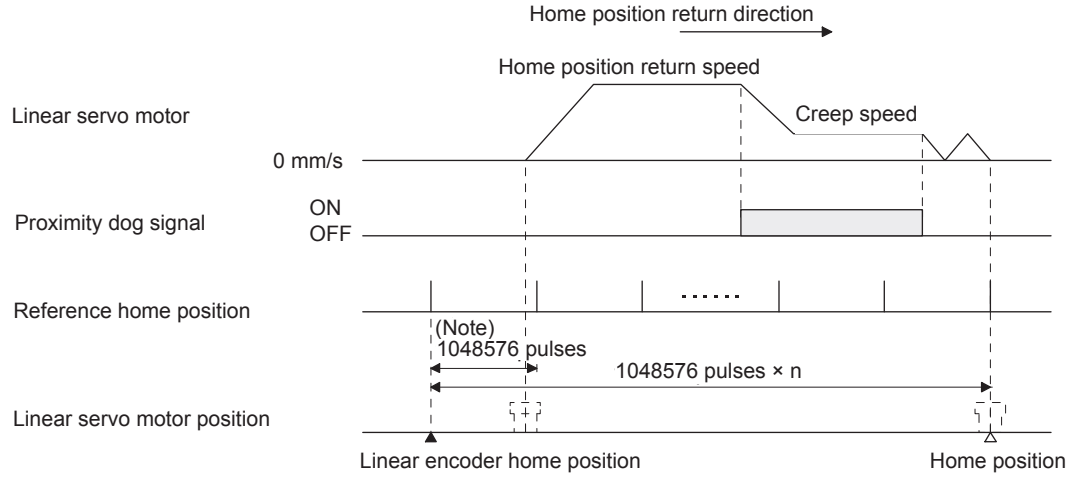 Home position return direction
Home position return speed
Linear servo motor
Creep speed
0 mm/s
Proximity dog signal
ON
OFF
Reference home position
(Note)
1048576 pulses
1048576 pulses × n
Linear servo motor position
Linear encoder home position
Home position